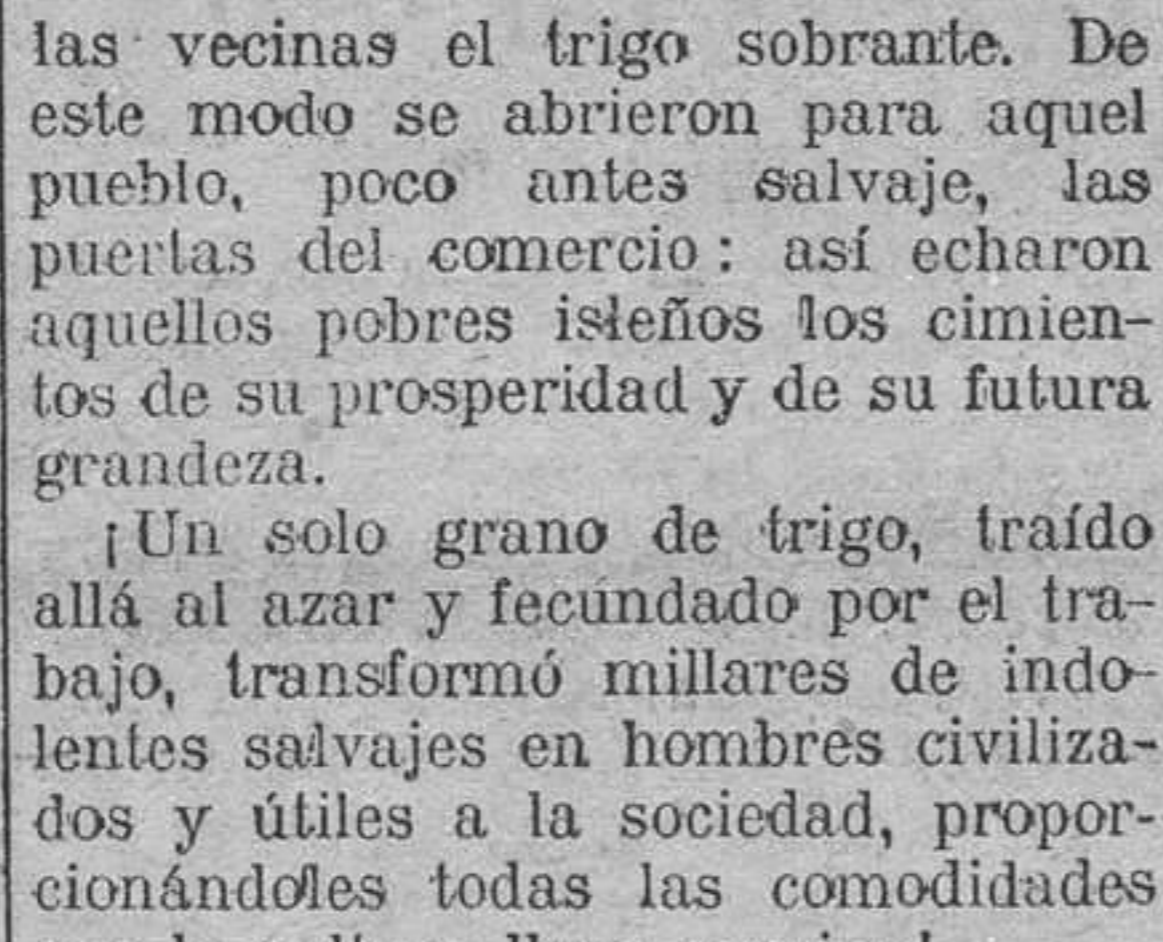 las vecinas el trigo sobrante. De
este modo se abrieron para aquel
pueblo, poco antes salvaje, las
puertas del comercio: así echaron
aquellos pobres isleños los cimien-
tos de su prosperidad y de su futura
grandeza.
¡Un solo grano de trigo, traído
allá al azar y fecundado por el tra-
bajo, transformó millares de indo-
lentes salvajes en hombres civiliza-
dos y útiles a la sociedad, propor-
cionándoles todas las comodidades